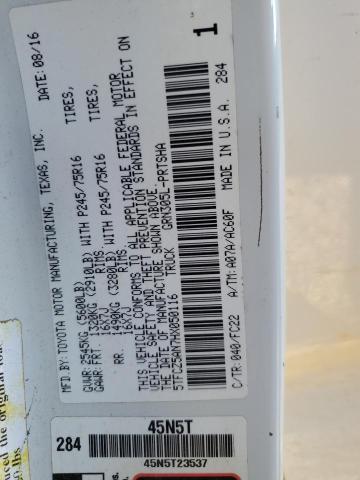 MFD.BY:TOYOTA MOTOR MANUFACTURING, TEXAS, INC. DATE: 08/16
GVWR:2545KG(5600LB)
GAWR:FRT. 1320KG(2910LB)WITH P245/75R16 TIRES,
16X7J RIMS.
RR. 1490KG(3280LB)WITH P245/75R16 TIRES,
16X7J RIMS.
THIS VEHICLE CONFORMS TO ALL APPLICABLE FEDERAL MOTOR
VEHICLE SAFETY AND THEFT PREVENTION STANDARDS IN EFFECT ON
THE DATE OF MANUFACTURE SHOWN ABOVE.
5TFCZ5AN7HX050116 TRUCK GRN305L-PRTSHA
1
C/TR:040/FC22 A/TM:A07A/AC60F MADE IN U.S.A. 284
45N5T
284
45N5T23537
lbs